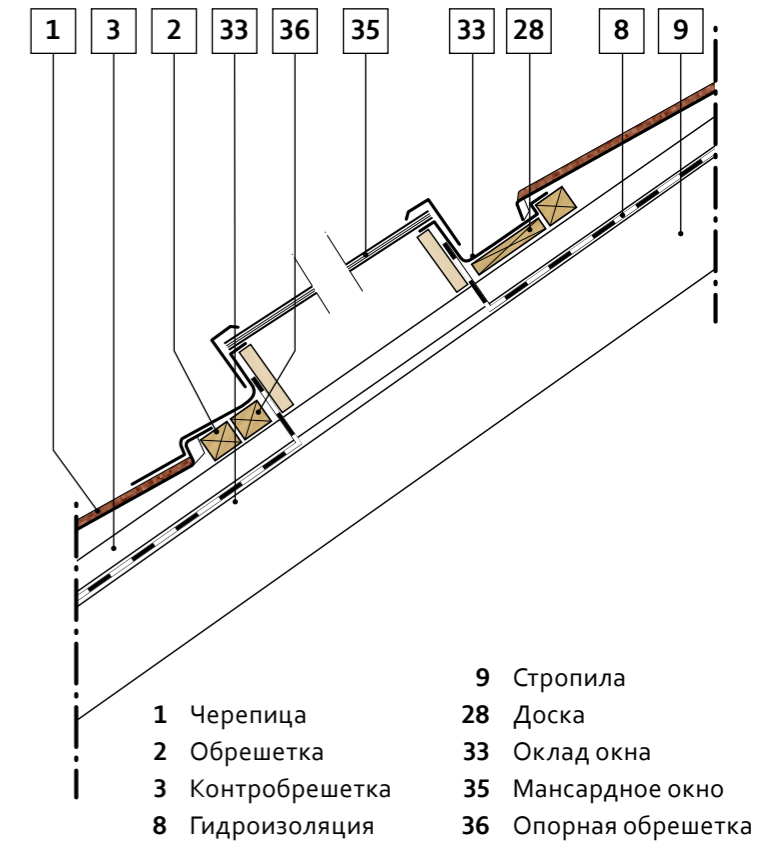 1 3 2 33 36 35 33 28 8 9
1 Черепица
2 Обрешетка
3 Контробрешетка
8 Гидроизоляция
9 Стропила
28 Доска
33 Оклад окна
35 Мансардное окно
36 Опорная обрешетка